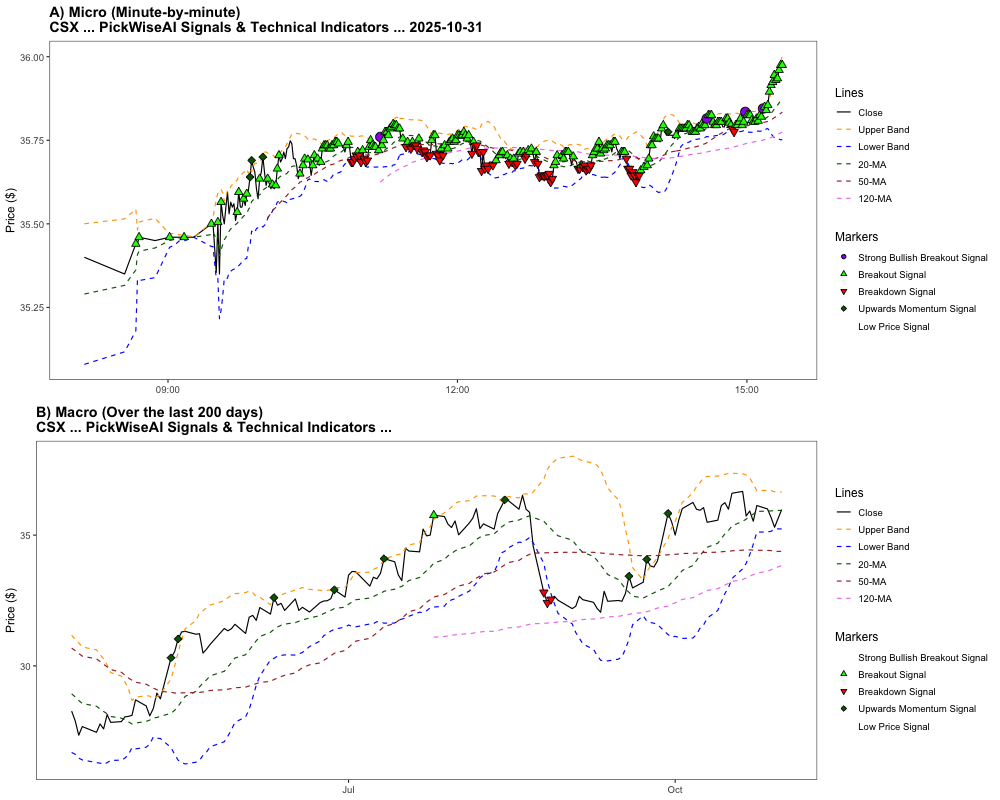 A) Micro (Minute-by-minute)
CSX ... PickWiseAI Signals & Technical Indicators ... 2025-10-31
Price ($)
36.00
35.75
35.50
35.25
09:00
12:00
15:00
Lines
Close
Upper Band
Lower Band
20-MA
50-MA
120-MA
Markers
Strong Bullish Breakout Signal
Breakout Signal
Breakdown Signal
Upwards Momentum Signal
Low Price Signal
B) Macro (Over the last 200 days)
CSX ... PickWiseAI Signals & Technical Indicators ...
Price ($)
35
30
Jul
Oct
Lines
Close
Upper Band
Lower Band
20-MA
50-MA
120-MA
Markers
Strong Bullish Breakout Signal
Breakout Signal
Breakdown Signal
Upwards Momentum Signal
Low Price Signal